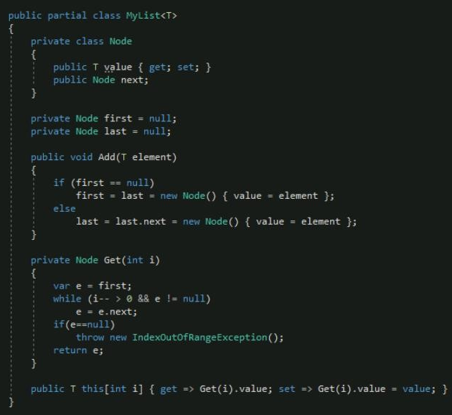 public partial class MyList<T>
{
    private class Node
    {
        public T value { get; set; }
        public Node next;
    }

    private Node first = null;
    private Node last = null;

    public void Add(T element)
    {
        if (first == null)
            first = last = new Node() { value = element };
        else
            last = last.next = new Node() { value = element };
    }

    private Node Get(int i)
    {
        var e = first;
        while (i-- > 0 && e != null)
            e = e.next;
        if(e==null)
            throw new IndexOutOfRangeException();
        return e;
    }

    public T this[int i] { get => Get(i).value; set => Get(i).value = value; }
}